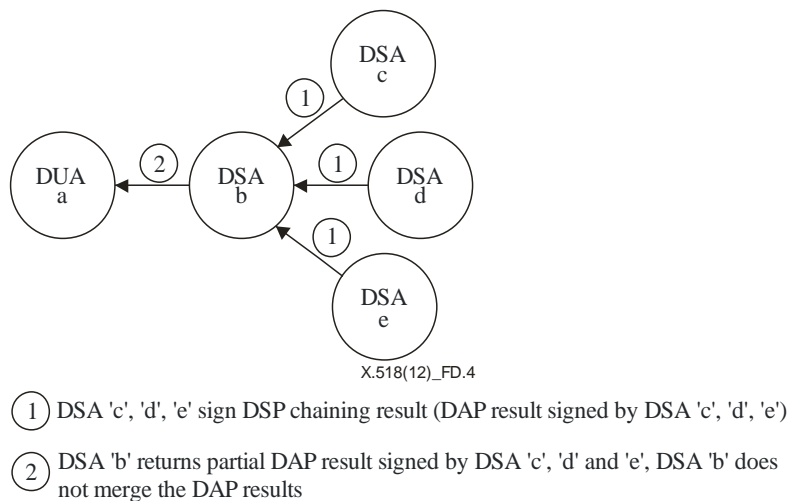 DSA
c
1
DUA
a
2
DSA
b
1
DSA
d
1
DSA
e
X.518(12)_FD.4
1 DSA 'c', 'd', 'e' sign DSP chaining result (DAP result signed by DSA 'c', 'd', 'e')
2 DSA 'b' returns partial DAP result signed by DSA 'c', 'd' and 'e', DSA 'b' does
not merge the DAP results